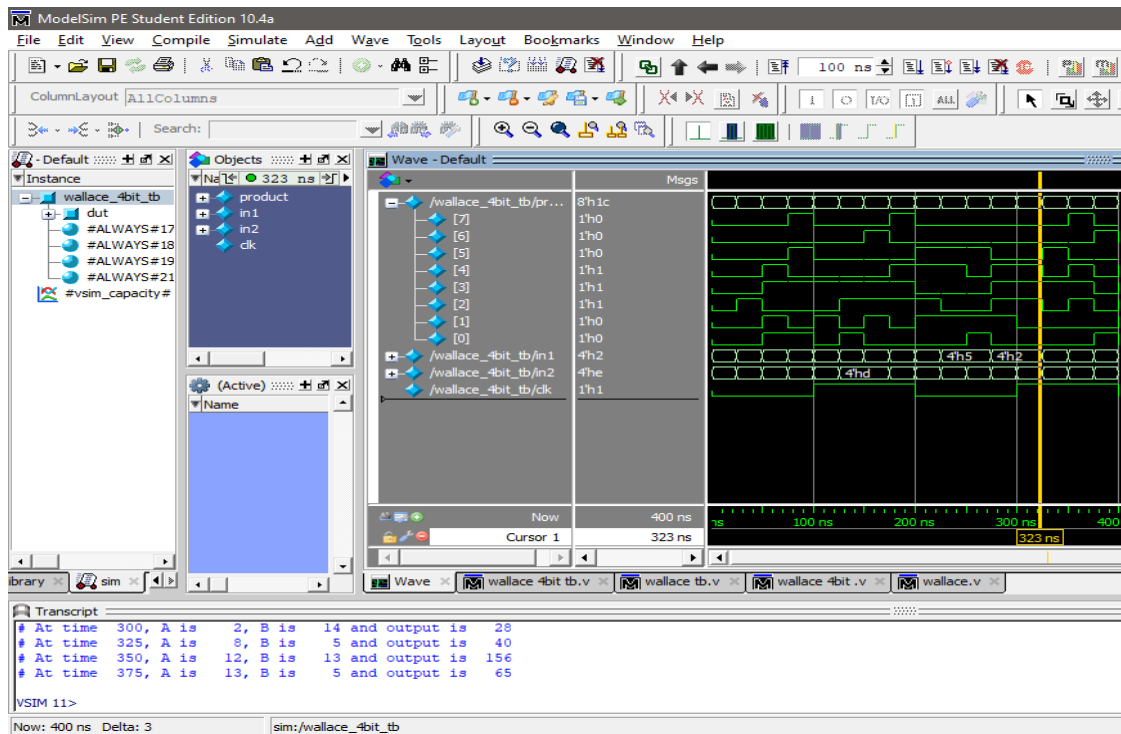 ModelSim PE Student Edition 10.4a
File Edit View Compile Simulate Add Wave Tools Layout Bookmarks Window Help
100 ns
ColumnLayout AllColumns
Search:
- Default
Instance
wallace_4bit_tb
dut
#ALWAYS#17
#ALWAYS#18
#ALWAYS#19
#ALWAYS#21
#vsim_capacity#
Objects
323 ns
product
in1
in2
clk
(Active)
Name
Wave - Default
Msgs
/wallace_4bit_tb/pr... 8'h1c
[7] 1'h0
[6] 1'h0
[5] 1'h0
[4] 1'h1
[3] 1'h1
[2] 1'h1
[1] 1'h0
[0] 1'h0
/wallace_4bit_tb/in1 4'h2 4'h5 4'h2
/wallace_4bit_tb/in2 4'he 4'hd
/wallace_4bit_tb/clk 1'h1
Now 400 ns ns 100 ns 200 ns 300 ns 400
Cursor 1 323 ns 323 ns
ibrary sim
Wave wallace 4bit tb.v wallace tb.v wallace 4bit .v wallace.v
Transcript
# At time 300, A is 2, B is 14 and output is 28
# At time 325, A is 8, B is 5 and output is 40
# At time 350, A is 12, B is 13 and output is 156
# At time 375, A is 13, B is 5 and output is 65
VSIM 11>
Now: 400 ns Delta: 3 sim:/wallace_4bit_tb